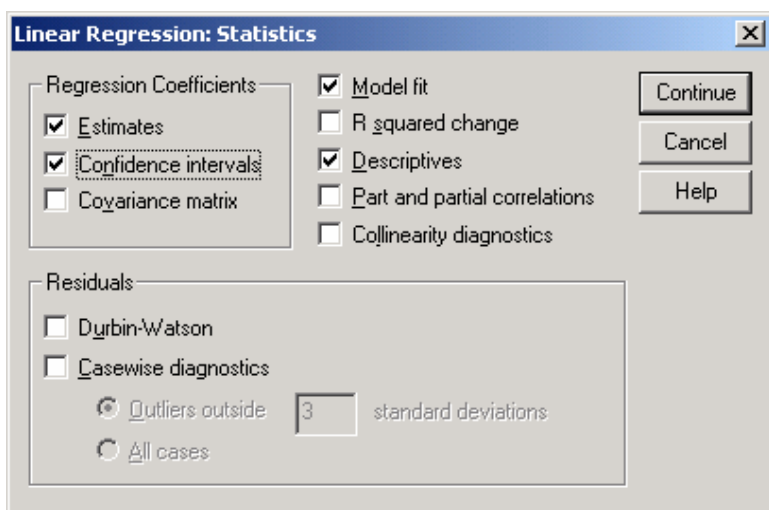 Linear Regression: Statistics
Regression Coefficients
Estimates
Confidence intervals
Covariance matrix
Model fit
R squared change
Descriptives
Part and partial correlations
Collinearity diagnostics
Continue
Cancel
Help
Residuals
Durbin-Watson
Casewise diagnostics
Outliers outside 3 standard deviations
All cases